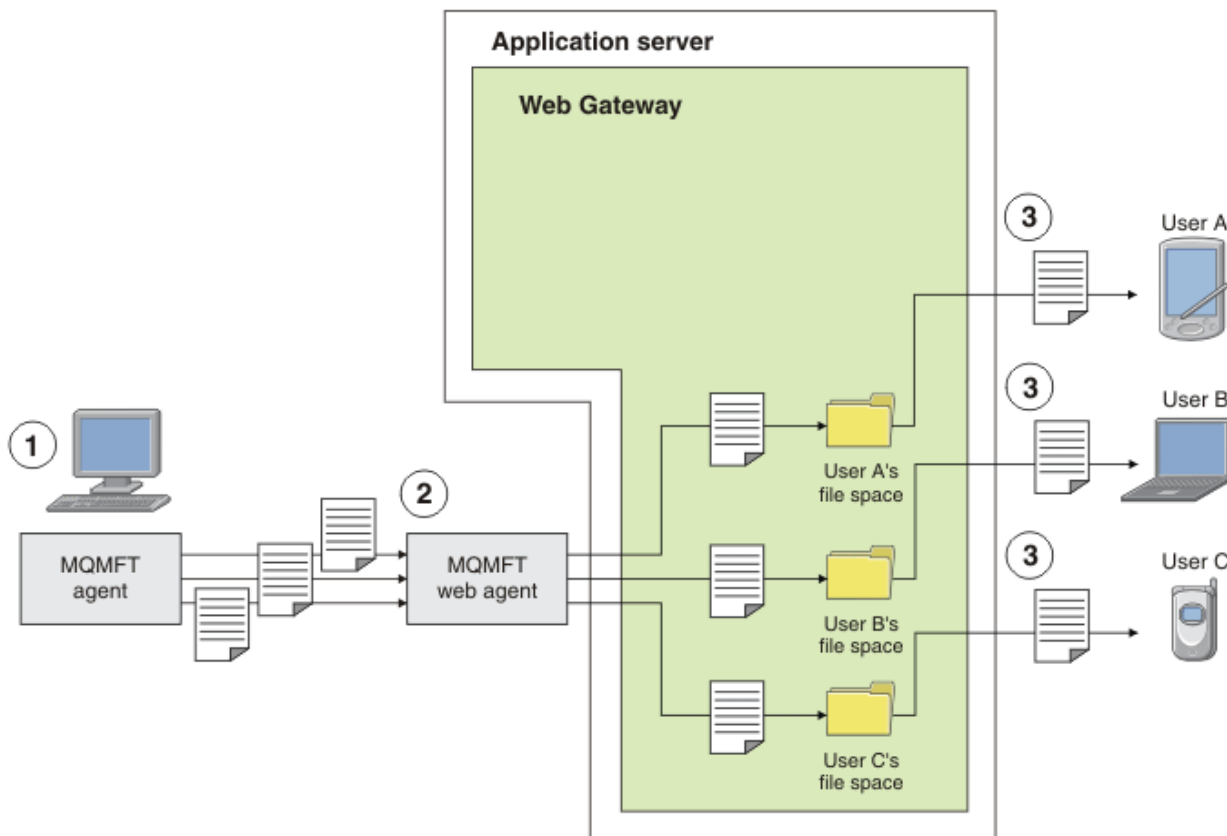 Application server
Web Gateway
3
User A
3
User B
1
User A's
file space
2
MQMFT
agent
MQMFT
web agent
3
User C
User B's
file space
User C's
file space